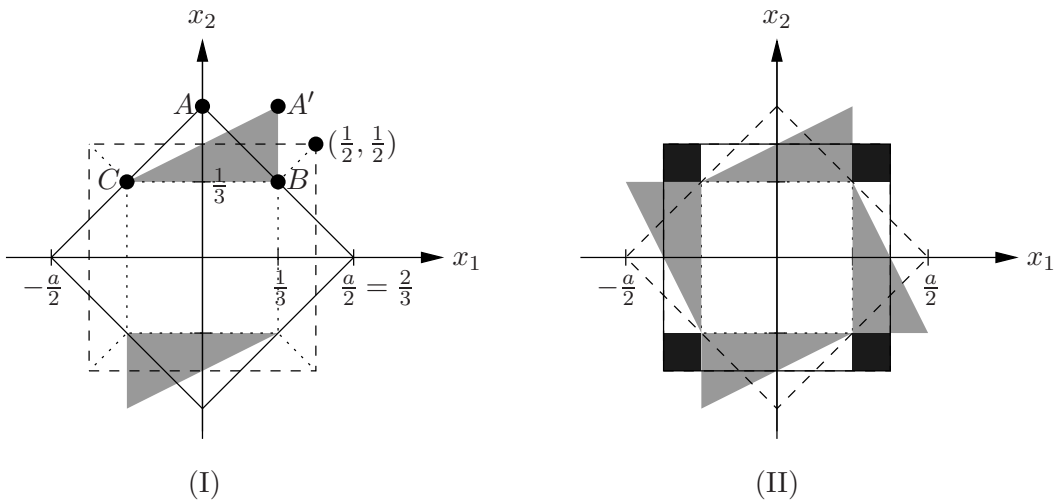 x₂
A
A′
(1/2, 1/2)
C
1/3
B
x₁
−a/2
1/3
a/2 = 2/3
(I)
x₂
x₁
−a/2
a/2
(II)